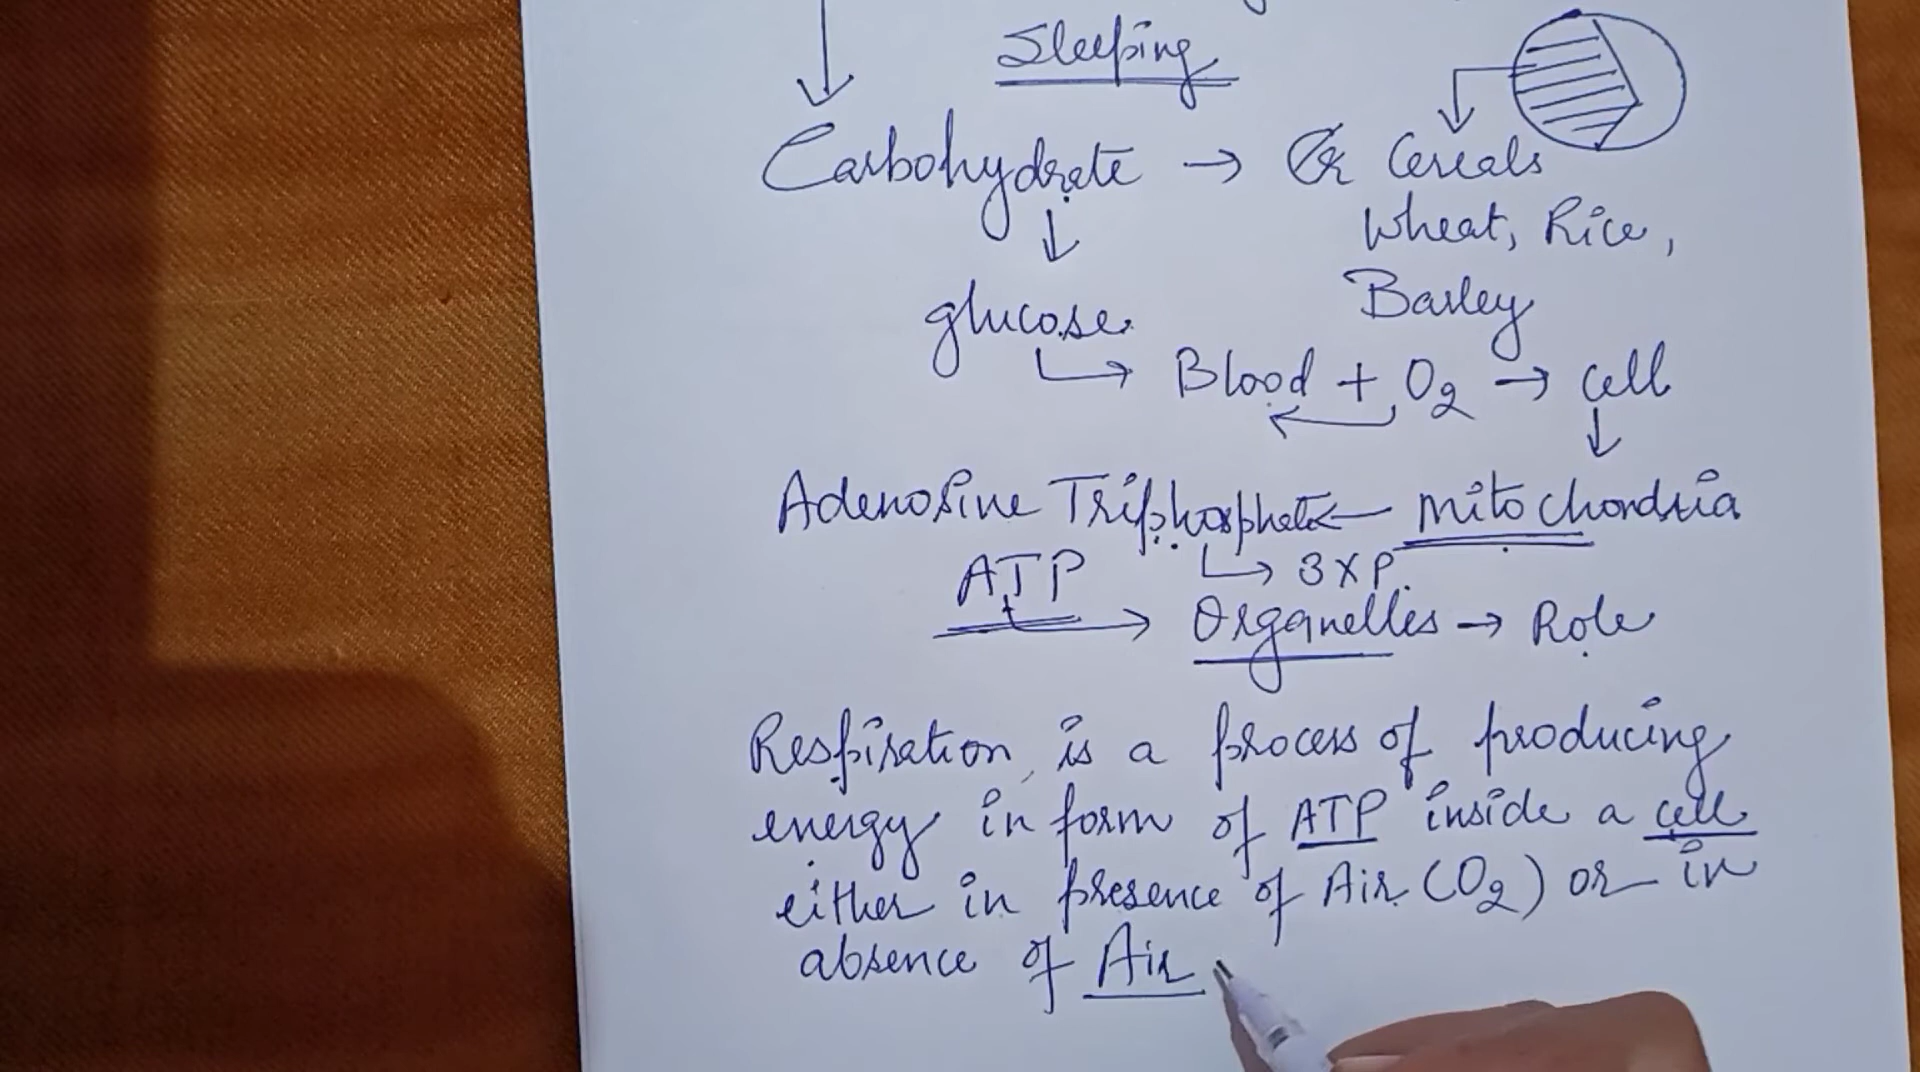 Sleeping
Carbohydrate → Cereals
Wheat, Rice,
Barley
glucose
Blood + O2 → cell
Adenosine Triphosphate ← mitochondria
ATP → 3XP.
→ Organelles → Role
Respiration is a process of producing
energy in form of ATP inside a cell
either in presence of Air (O2) or in
absence of Air